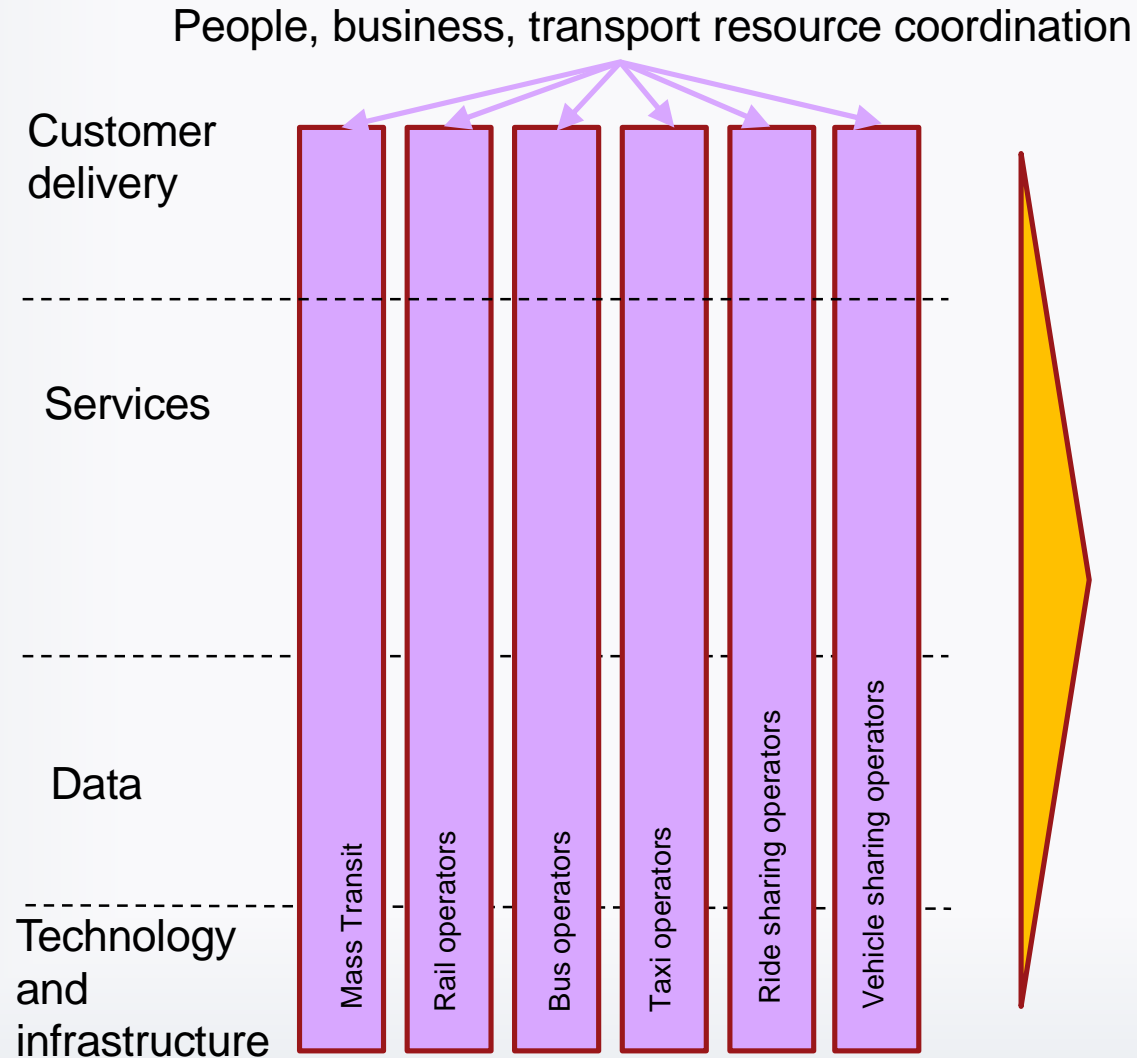 People, business, transport resource coordination
Customer
delivery
Services
Data
Technology
and
infrastructure
Mass Transit
Rail operators
Bus operators
Taxi operators
Ride sharing operators
Vehicle sharing operators